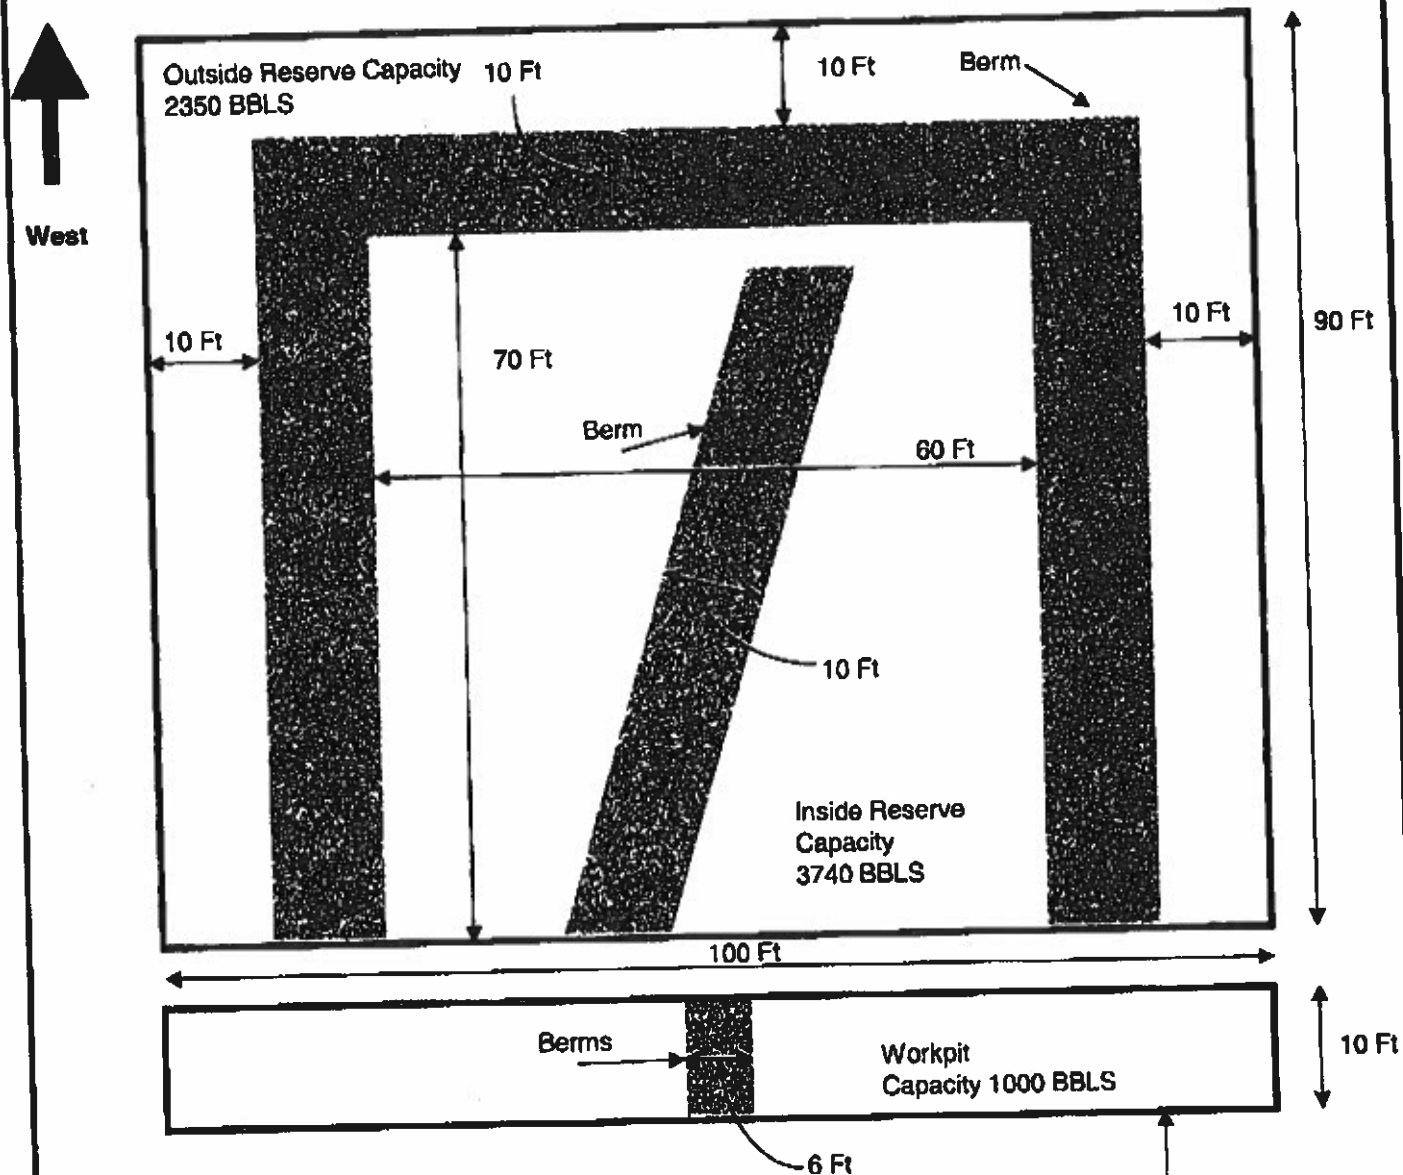 Outside Reserve Capacity
2350 BBLS
10 Ft
10 Ft
Berm
West
10 Ft
70 Ft
10 Ft
90 Ft
Berm
60 Ft
10 Ft
Inside Reserve
Capacity
3740 BBLS
100 Ft
Berms
Workpit
Capacity 1000 BBLS
10 Ft
6 Ft